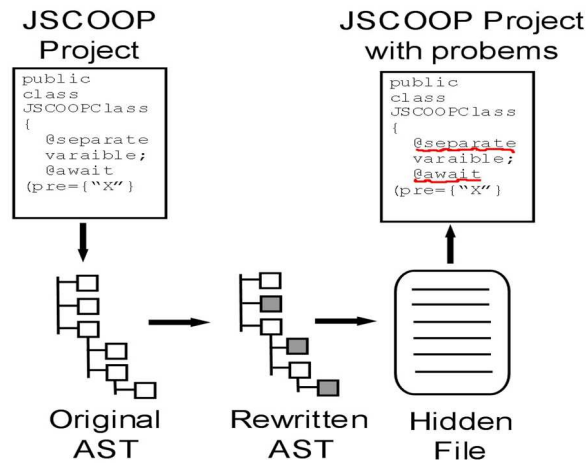 JSCOOP
Project
public
class
JSCOOPClass
{
@separate
varaible;
@await
(pre={“X”}
JSCOOP Project
with probems
public
class
JSCOOPClass
{
@separate
varaible;
@await
(pre={“X”}
Original
AST
Rewritten
AST
Hidden
File